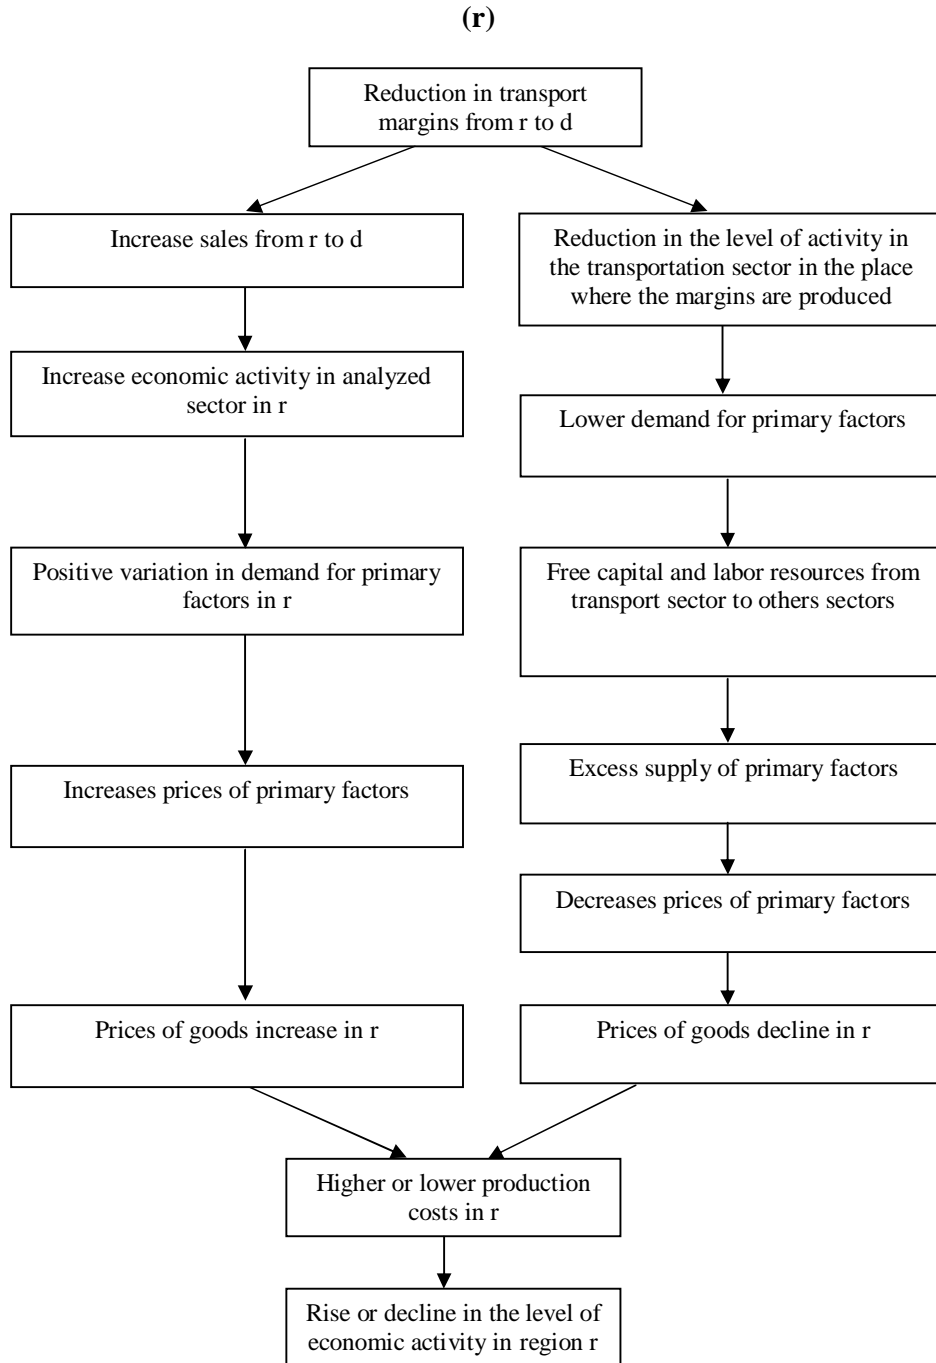 (r)
Reduction in transport
margins from r to d
Increase sales from r to d
Reduction in the level of activity in
the transportation sector in the place
where the margins are produced
Increase economic activity in analyzed
sector in r
Lower demand for primary factors
Positive variation in demand for primary
factors in r
Free capital and labor resources from
transport sector to others sectors
Increases prices of primary factors
Excess supply of primary factors
Decreases prices of primary factors
Prices of goods increase in r
Prices of goods decline in r
Higher or lower production
costs in r
Rise or decline in the level of
economic activity in region r